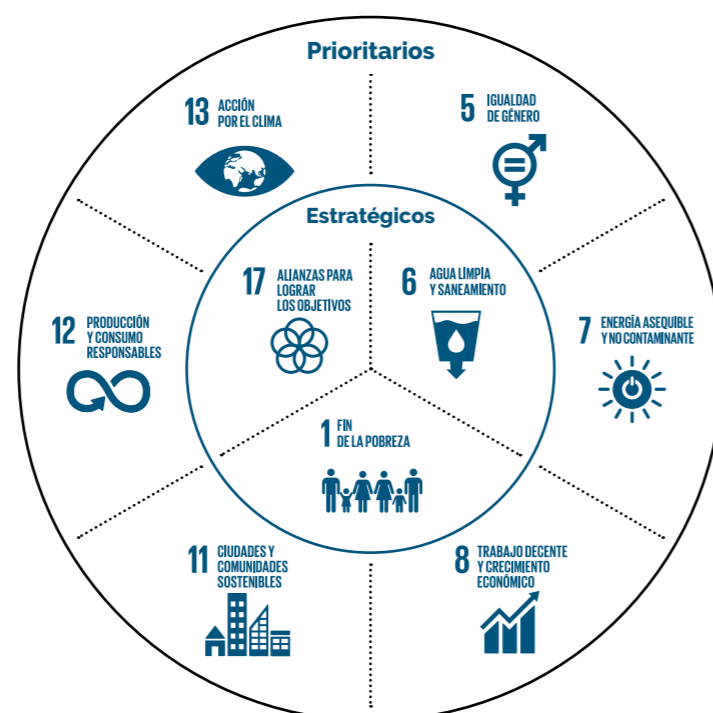 Prioritarios
13 ACCIÓN
POR EL CLIMA
5 IGUALDAD
DE GÉNERO
Estratégicos
17 ALIANZAS PARA
LOGRAR
LOS OBJETIVOS
6 AGUA LIMPIA
Y SANEAMIENTO
12 PRODUCCIÓN
Y CONSUMO
RESPONSABLES
7 ENERGÍA ASEQUIBLE
Y NO CONTAMINANTE
1 FIN
DE LA POBREZA
11 CIUDADES Y
COMUNIDADES
SOSTENIBLES
8 TRABAJO DECENTE
Y CRECIMIENTO
ECONÓMICO